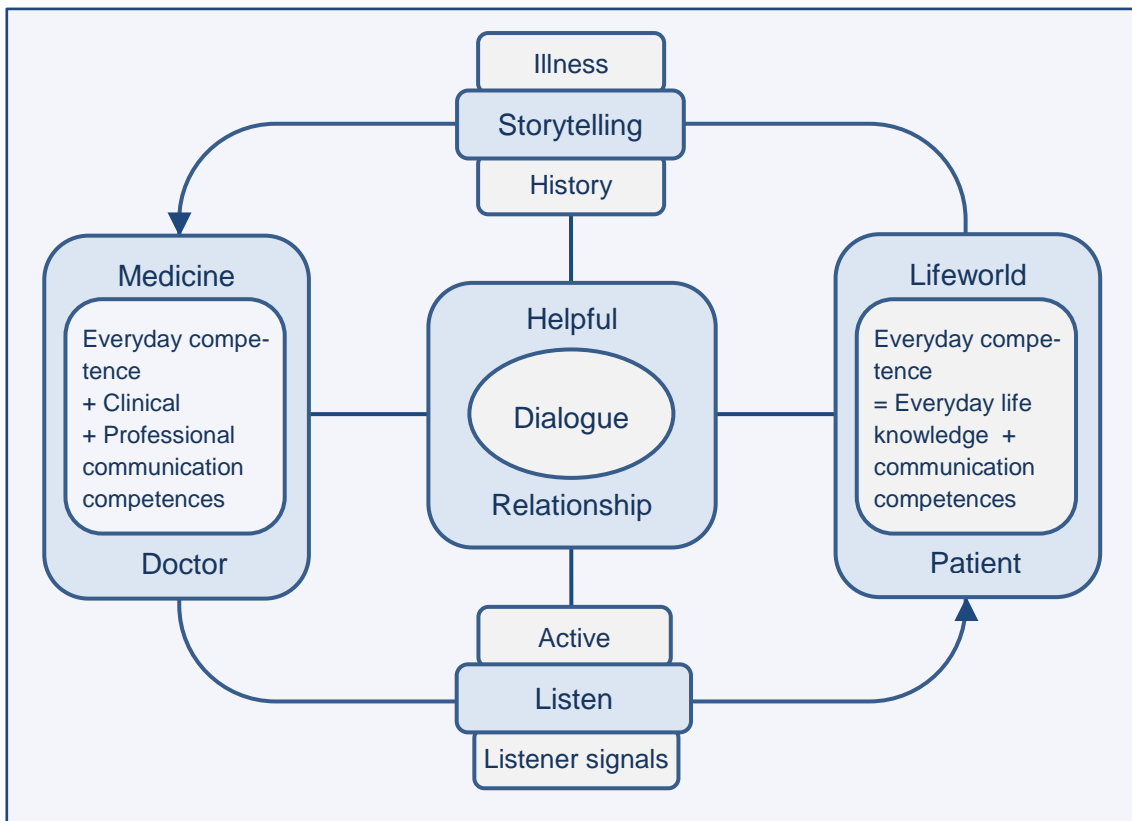 Illness
Storytelling
History
Medicine
Everyday compe-
tence
+ Clinical
+ Professional
communication
competences
Doctor
Helpful
Dialogue
Relationship
Lifeworld
Everyday compe-
tence
= Everyday life
knowledge +
communication
competences
Patient
Active
Listen
Listener signals